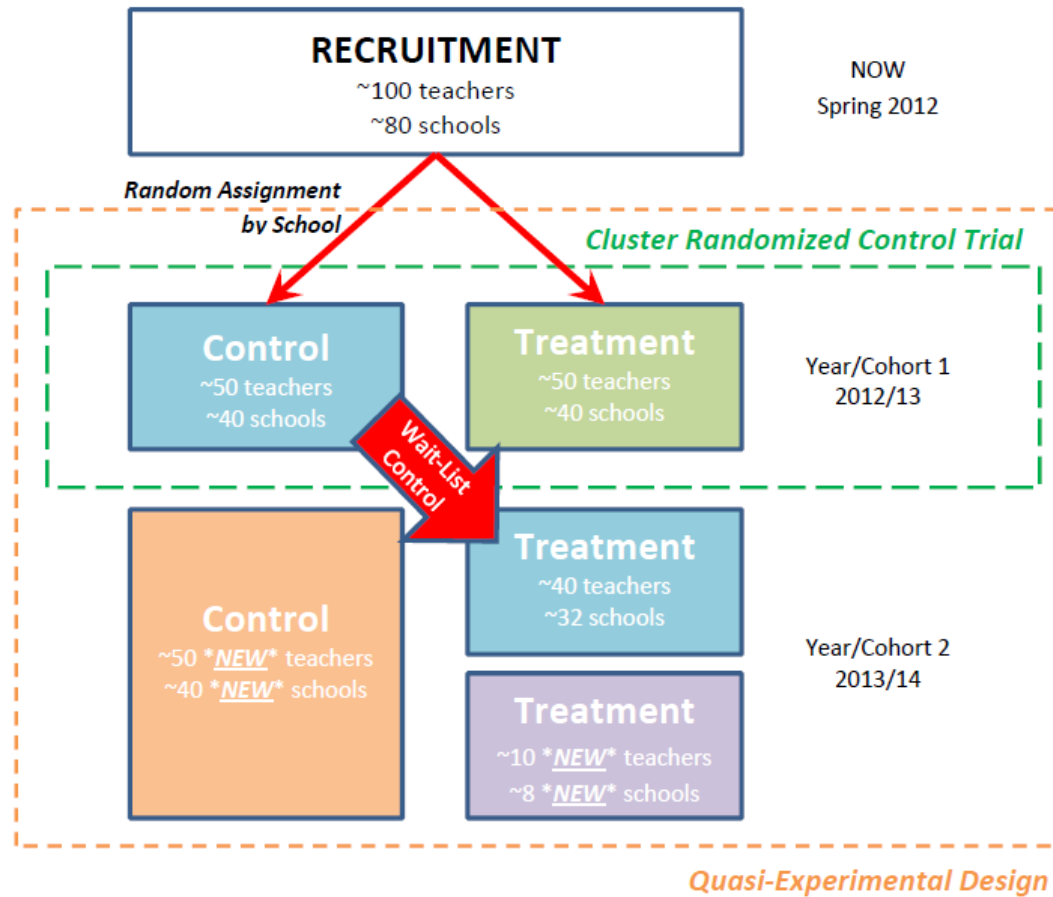 RECRUITMENT
~100 teachers
~80 schools
NOW
Spring 2012
Random Assignment
by School
Cluster Randomized Control Trial
Control
~50 teachers
~40 schools
Treatment
~50 teachers
~40 schools
Year/Cohort 1
2012/13
Wait-List
Control
Treatment
~40 teachers
~32 schools
Control
~50 *NEW* teachers
~40 *NEW* schools
Year/Cohort 2
2013/14
Treatment
~10 *NEW* teachers
~8 *NEW* schools
Quasi-Experimental Design